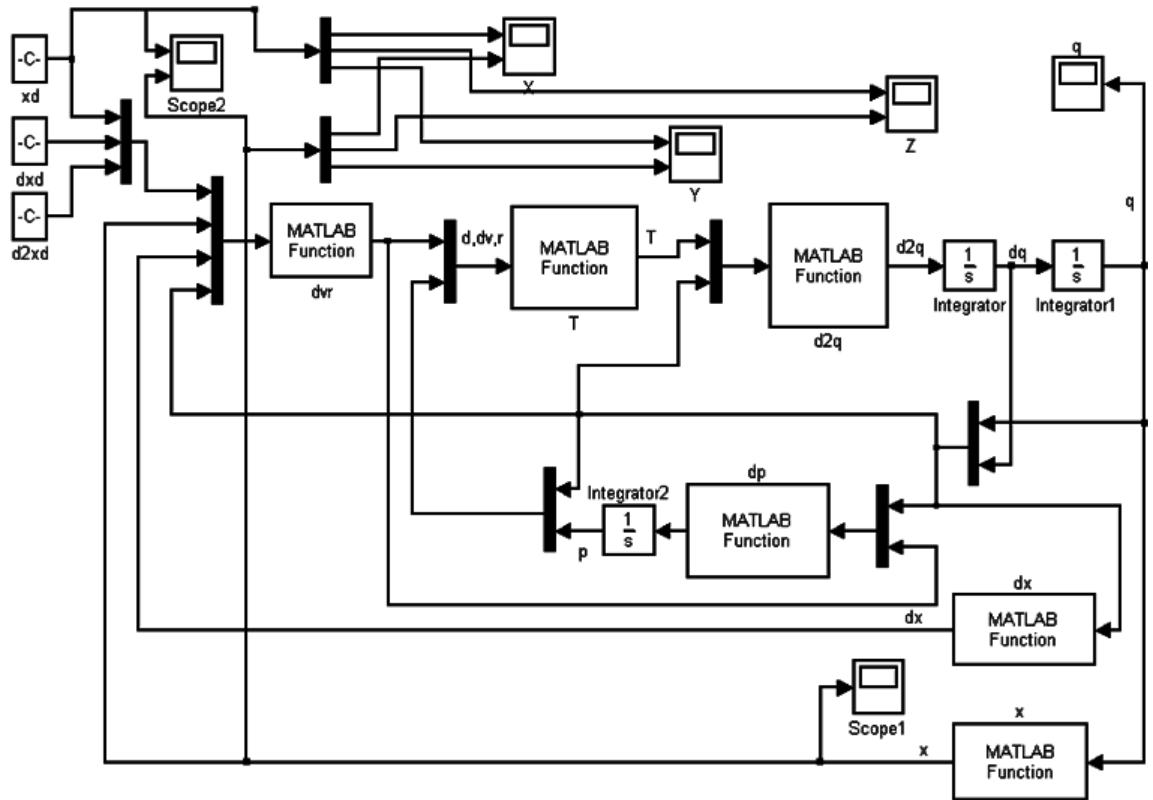 -C-
xd
-C-
dxd
-C-
d2xd
Scope2
X
Z
Y
q
q
MATLAB
Function
dvr
d,dv,r
MATLAB
Function
T
T
MATLAB
Function
d2q
d2q
1
s
Integrator
dq
1
s
Integrator1
Integrator2
1
s
p
dp
MATLAB
Function
dx
dx
MATLAB
Function
Scope1
x
x
MATLAB
Function